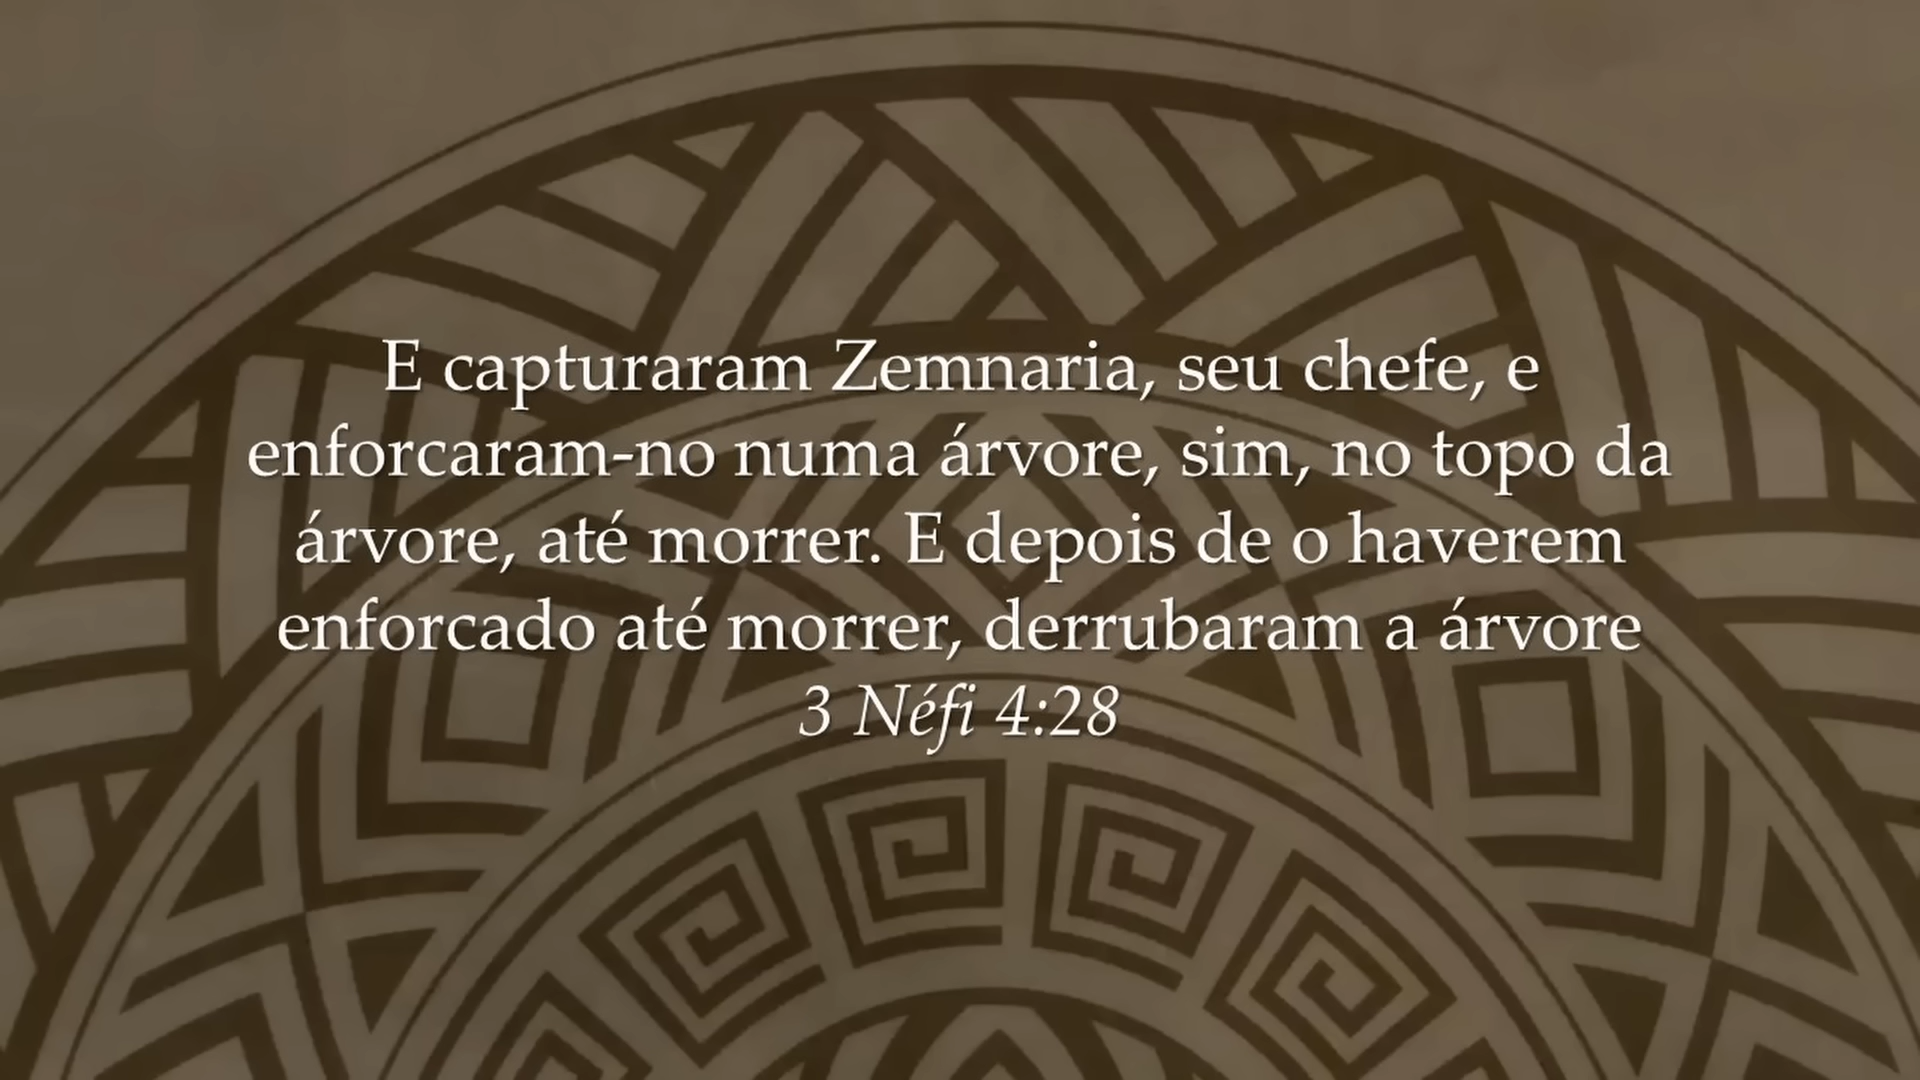 E capturaram Zemnaria, seu chefe, e
enforcaram-no numa árvore, sim, no topo da
árvore, até morrer. E depois de o haverem
enforcado até morrer, derrubaram a árvore
3 Néfi 4:28